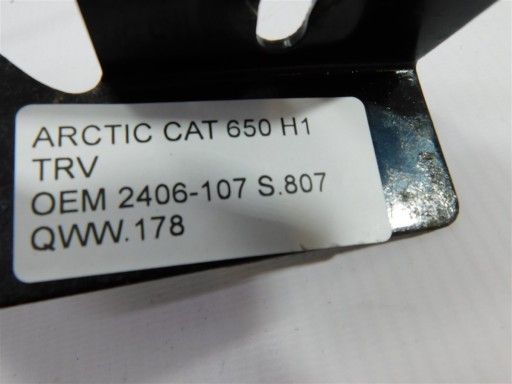 ARCTIC CAT 650 H1
TRV
OEM 2406-107 S.807
QWW.178